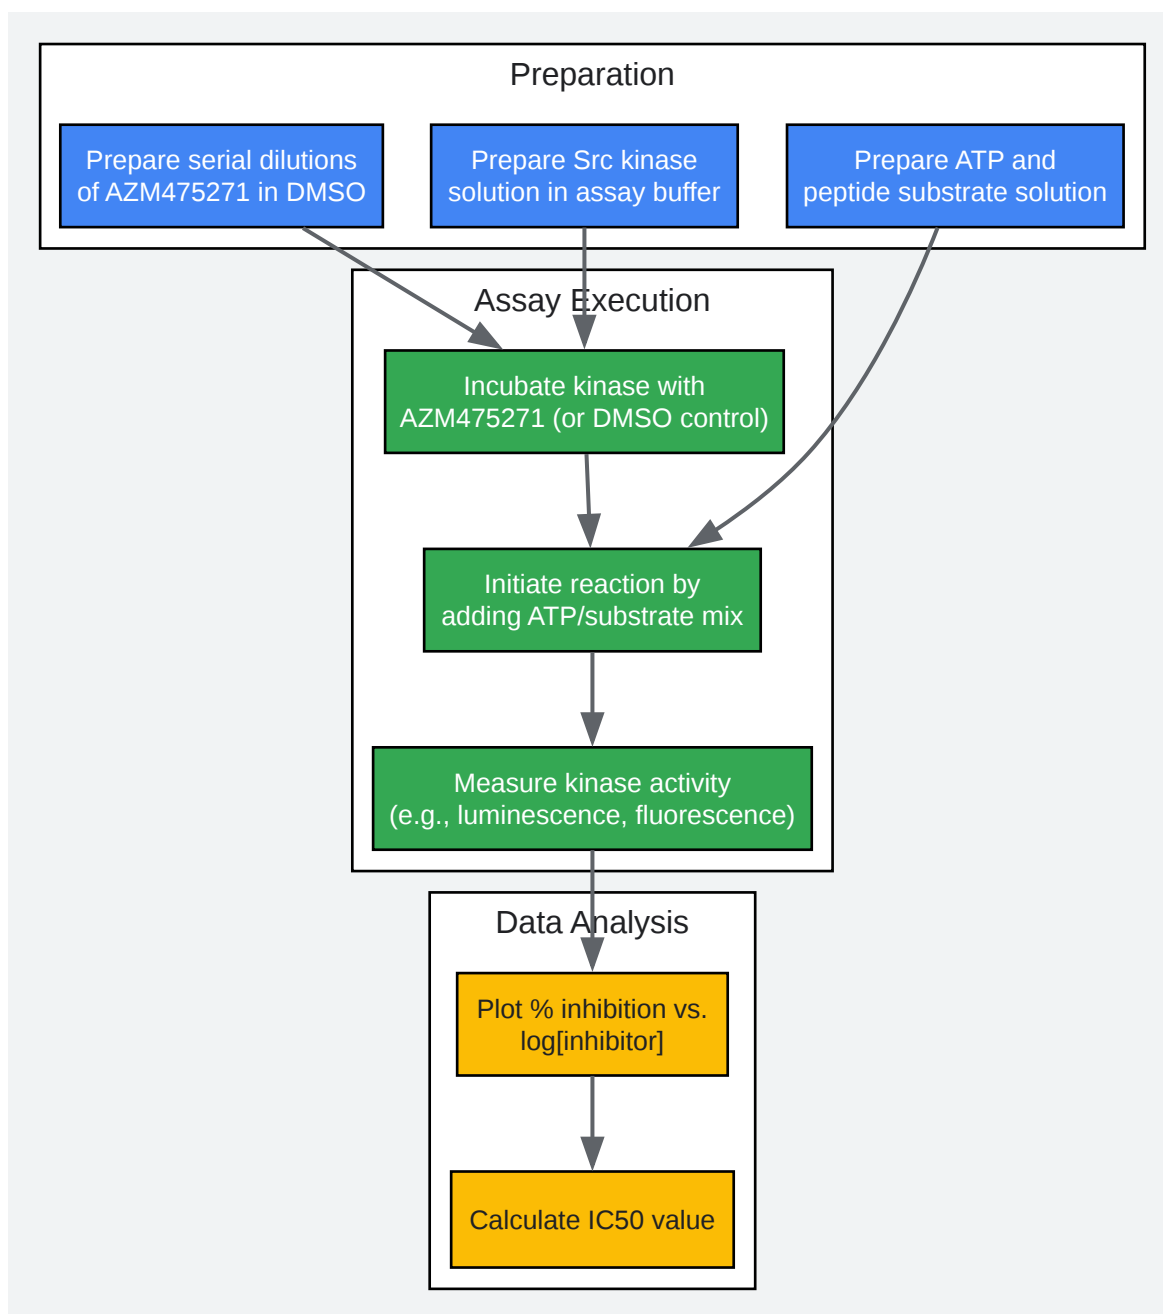 Preparation
Prepare serial dilutions
of AZM475271 in DMSO
Prepare Src kinase
solution in assay buffer
Prepare ATP and
peptide substrate solution
Assay Execution
Incubate kinase with
AZM475271 (or DMSO control)
Initiate reaction by
adding ATP/substrate mix
Measure kinase activity
(e.g., luminescence, fluorescence)
Data Analysis
Plot % inhibition vs.
log[inhibitor]
Calculate IC50 value